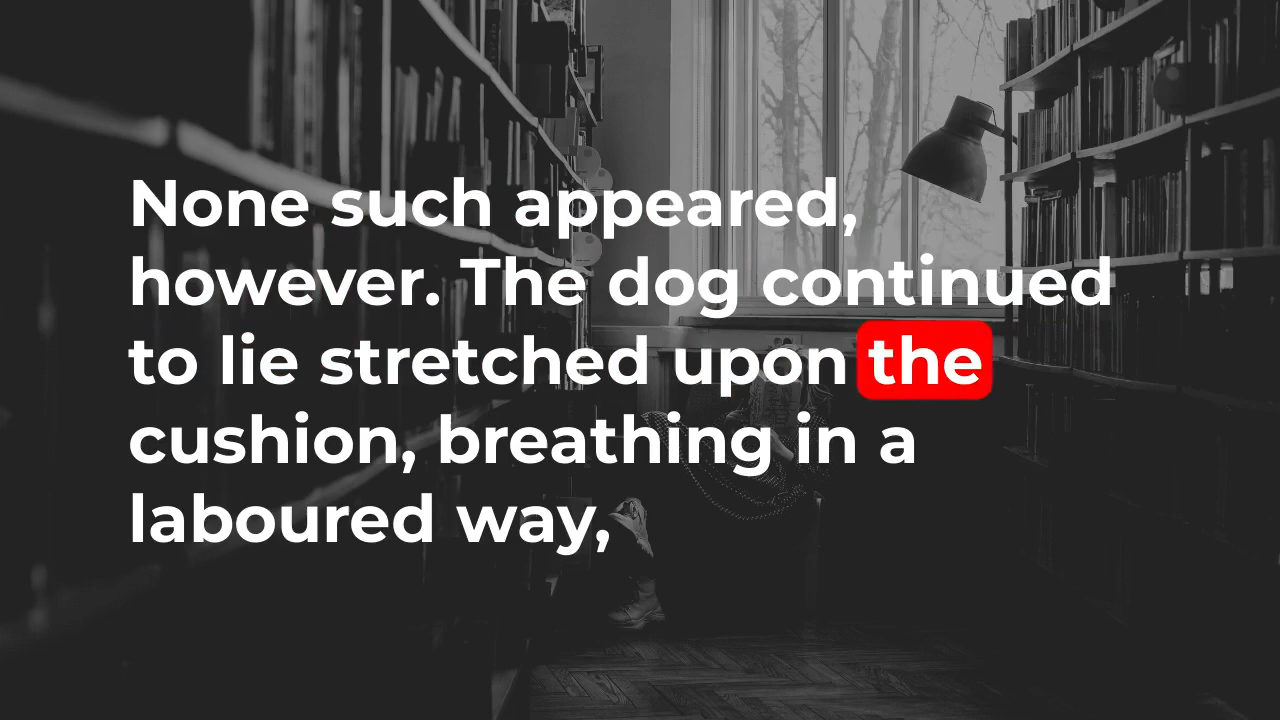 None such appeared,
however. The dog continued
to lie stretched upon the
cushion, breathing in a
laboured way,